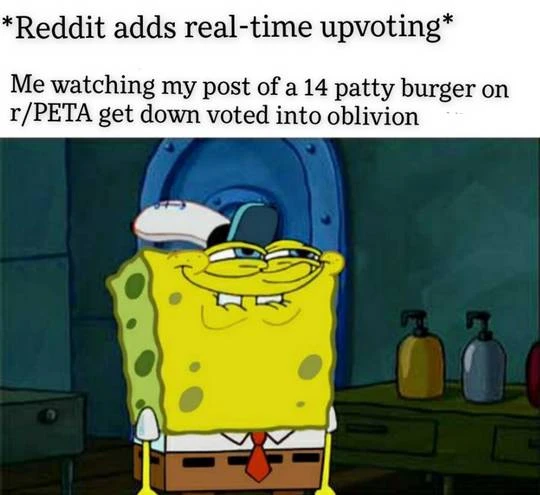 *Reddit adds real-time upvoting*
Me watching my post of a 14 patty burger on
r/PETA get down voted into oblivion